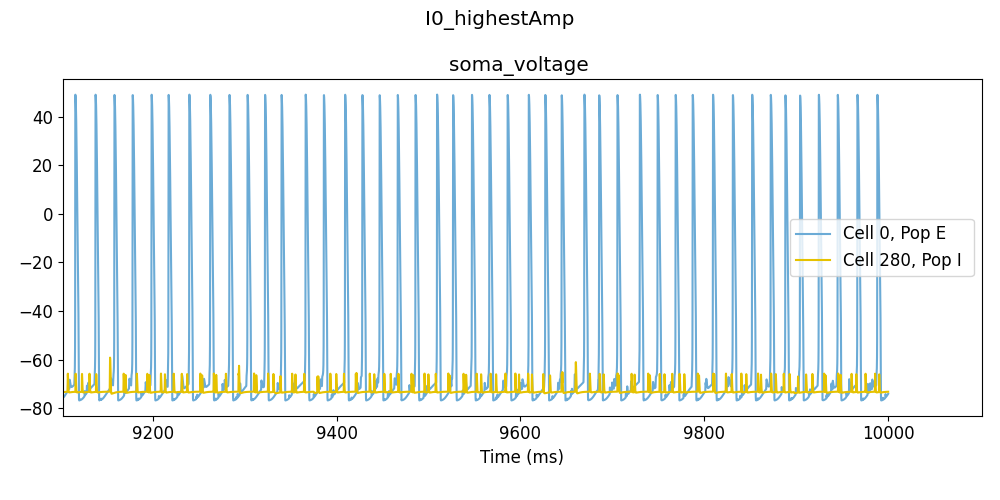 I0_highestAmp
soma_voltage
40
20
0
−20
−40
−60
−80
Cell 0, Pop E
Cell 280, Pop I
9200 9400 9600 9800 10000
Time (ms)